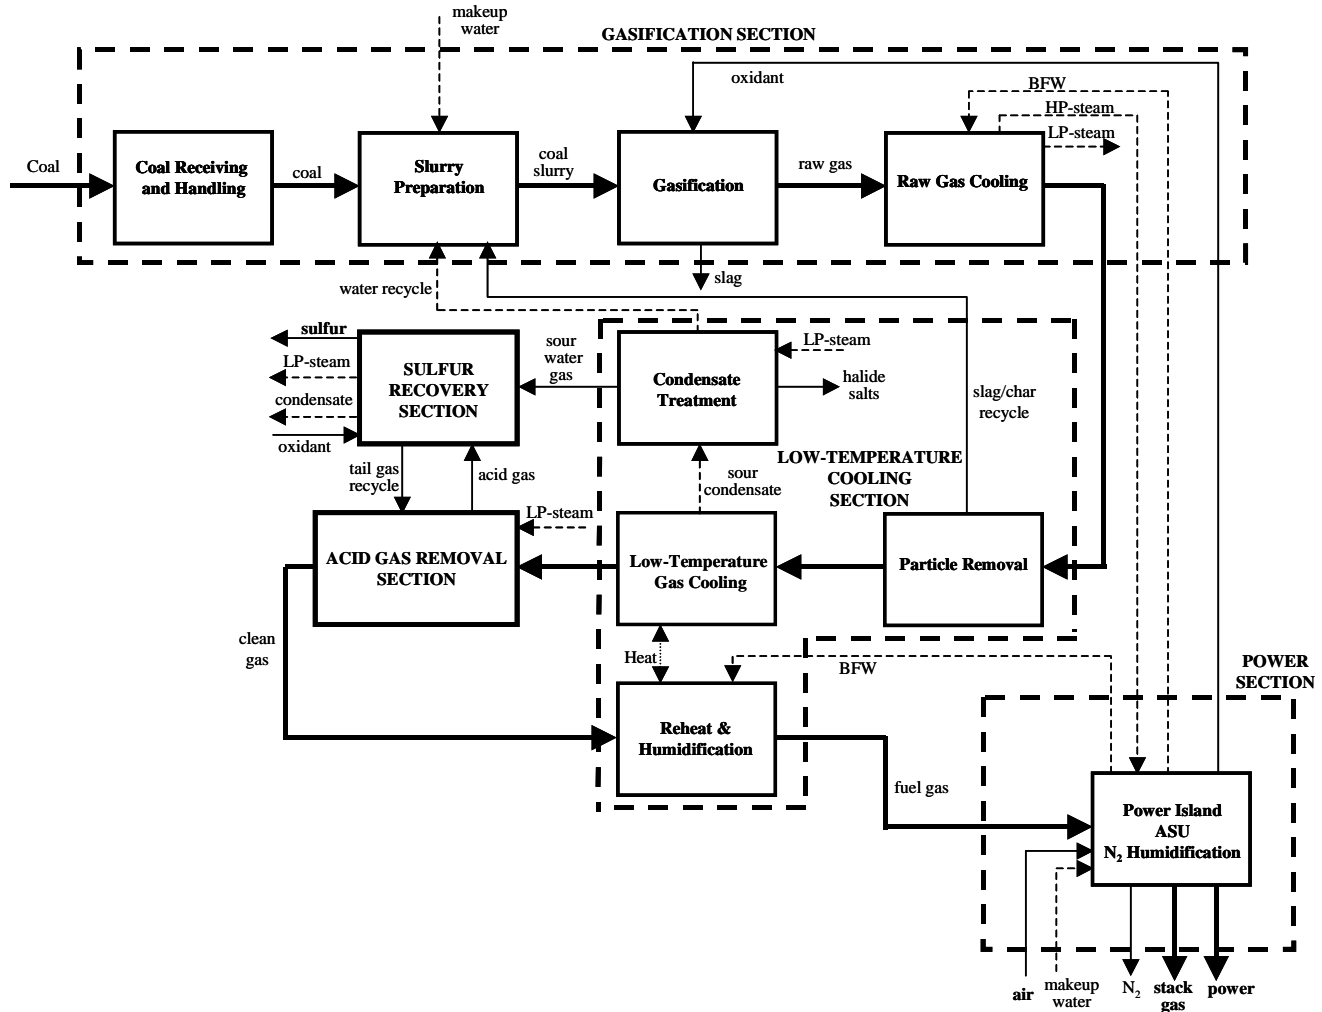 makeup
water
GASIFICATION SECTION
oxidant
BFW
HP-steam
LP-steam
Coal
Coal Receiving
and Handling
coal
Slurry
Preparation
coal
slurry
Gasification
raw gas
Raw Gas Cooling
slag
water recycle
sulfur
LP-steam
condensate
oxidant
SULFUR
RECOVERY
SECTION
sour
water
gas
Condensate
Treatment
LP-steam
halide
salts
slag/char
recycle
tail gas
recycle
acid gas
sour
condensate
LOW-TEMPERATURE
COOLING
SECTION
LP-steam
ACID GAS REMOVAL
SECTION
Low-Temperature
Gas Cooling
Particle Removal
clean
gas
Heat
BFW
POWER
SECTION
Reheat &
Humidification
fuel gas
Power Island
ASU
N₂ Humidification
air
makeup
water
N₂
stack
gas
power